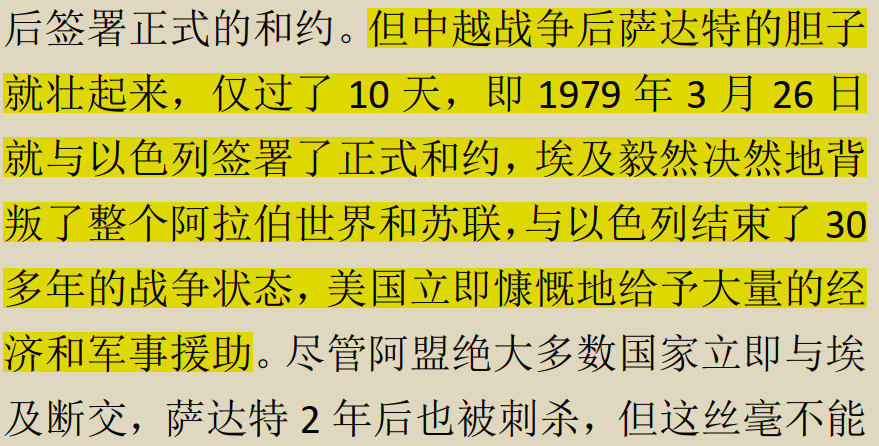 后签署正式的和约。但中越战争后萨达特的胆子
就壮起来，仅过了 10 天，即 1979 年 3 月 26 日
就与以色列签署了正式和约，埃及毅然决然地背
叛了整个阿拉伯世界和苏联，与以色列结束了 30
多年的战争状态，美国立即慷慨地给予大量的经
济和军事援助。尽管阿盟绝大多数国家立即与埃
及断交，萨达特 2 年后也被刺杀，但这丝毫不能